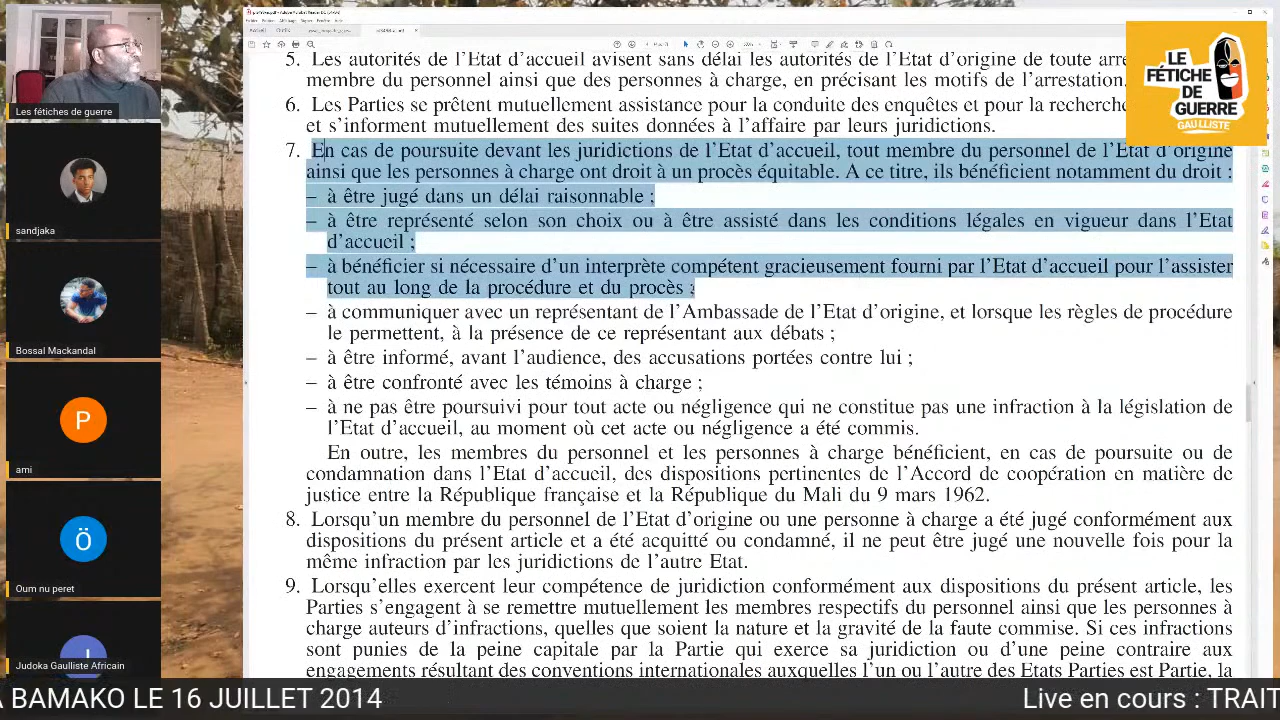 Les fétiches de guerre
sandjaka
Bossal Mackandal
P
ami
Ö
Oum nu peret
Judoka Gaulliste Africain
LE
FÉTICHE
DE
GUERRE
GAULLISTE
5. Les autorités de l’Etat d’accueil avisent sans délai les autorités de l’Etat d’origine de toute arre
membre du personnel ainsi que des personnes à charge, en précisant les motifs de l’arrestation.
6. Les Parties se prêtent mutuellement assistance pour la conduite des enquêtes et pour la recherche
et s’informent mutuellement des suites données à l’affaire par leurs juridictions.
7. En cas de poursuite devant les juridictions de l’Etat d’accueil, tout membre du personnel de l’Etat d’origine
ainsi que les personnes à charge ont droit à un procès équitable. A ce titre, ils bénéficient notamment du droit :
– à être jugé dans un délai raisonnable ;
– à être représenté selon son choix ou à être assisté dans les conditions légales en vigueur dans l’Etat
d’accueil ;
– à bénéficier si nécessaire d’un interprète compétent gracieusement fourni par l’Etat d’accueil pour l’assister
tout au long de la procédure et du procès ;
– à communiquer avec un représentant de l’Ambassade de l’Etat d’origine, et lorsque les règles de procédure
le permettent, à la présence de ce représentant aux débats ;
– à être informé, avant l’audience, des accusations portées contre lui ;
– à être confronté avec les témoins à charge ;
– à ne pas être poursuivi pour tout acte ou négligence qui ne constitue pas une infraction à la législation de
l’Etat d’accueil, au moment où cet acte ou négligence a été commis.
En outre, les membres du personnel et les personnes à charge bénéficient, en cas de poursuite ou de
condamnation dans l’Etat d’accueil, des dispositions pertinentes de l’Accord de coopération en matière de
justice entre la République française et la République du Mali du 9 mars 1962.
8. Lorsqu’un membre du personnel de l’Etat d’origine ou une personne à charge a été jugé conformément aux
dispositions du présent article et a été acquitté ou condamné, il ne peut être jugé une nouvelle fois pour la
même infraction par les juridictions de l’autre Etat.
9. Lorsqu’elles exercent leur compétence de juridiction conformément aux dispositions du présent article, les
Parties s’engagent à se remettre mutuellement les membres respectifs du personnel ainsi que les personnes à
charge auteurs d’infractions, quelles que soient la nature et la gravité de la faute commise. Si ces infractions
sont punies de la peine capitale par la Partie qui exerce sa juridiction ou d’une peine contraire aux
engagements résultant des conventions internationales auxquelles l’un ou l’autre des Etats Parties est Partie, la
A BAMAKO LE 16 JUILLET 2014
Live en cours : TRAIT